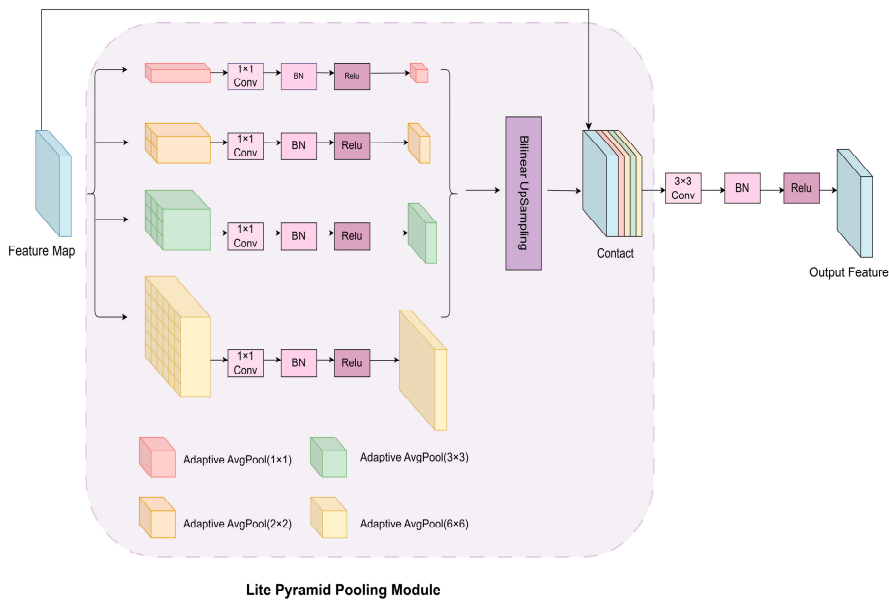 1×1
Conv
BN
Relu
1×1
Conv
BN
Relu
Bilinear UpSampling
Feature Map
1×1
Conv
BN
Relu
3×3
Conv
BN
Relu
Contact
Output Feature
1×1
Conv
BN
Relu
Adaptive AvgPool(1×1)
Adaptive AvgPool(3×3)
Adaptive AvgPool(2×2)
Adaptive AvgPool(6×6)
Lite Pyramid Pooling Module